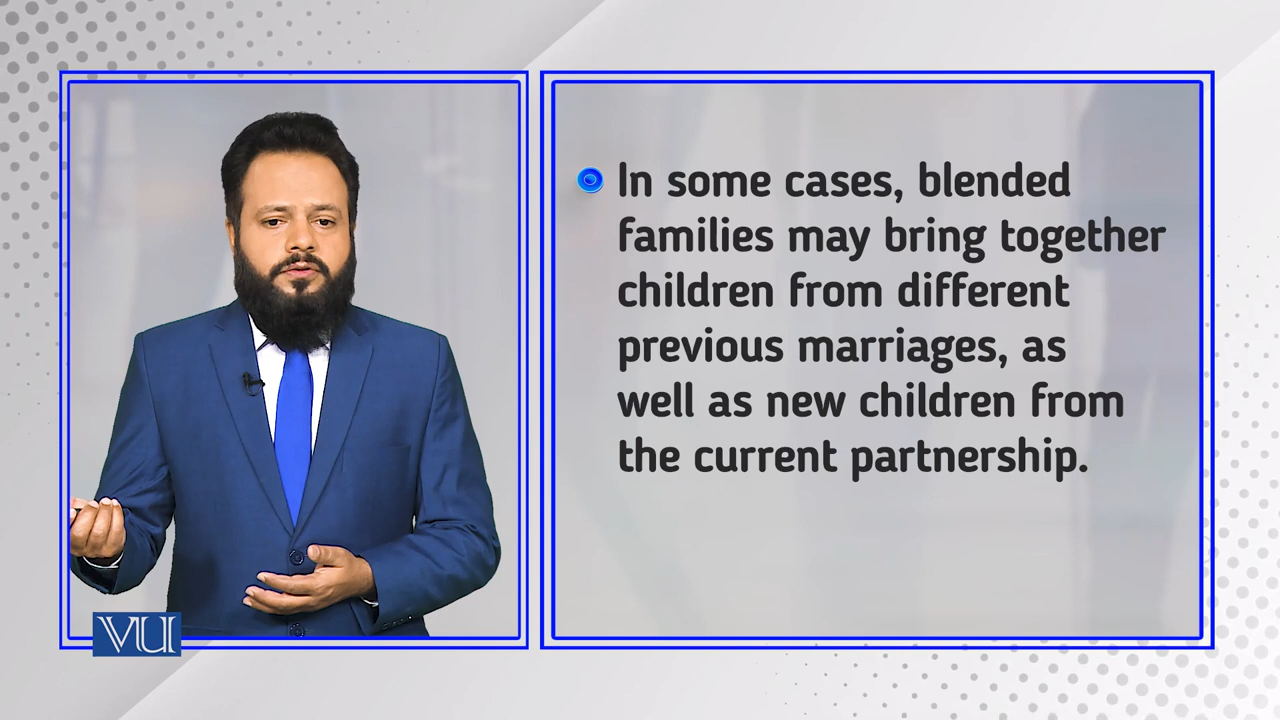 In some cases, blended
families may bring together
children from different
previous marriages, as
well as new children from
the current partnership.
VU